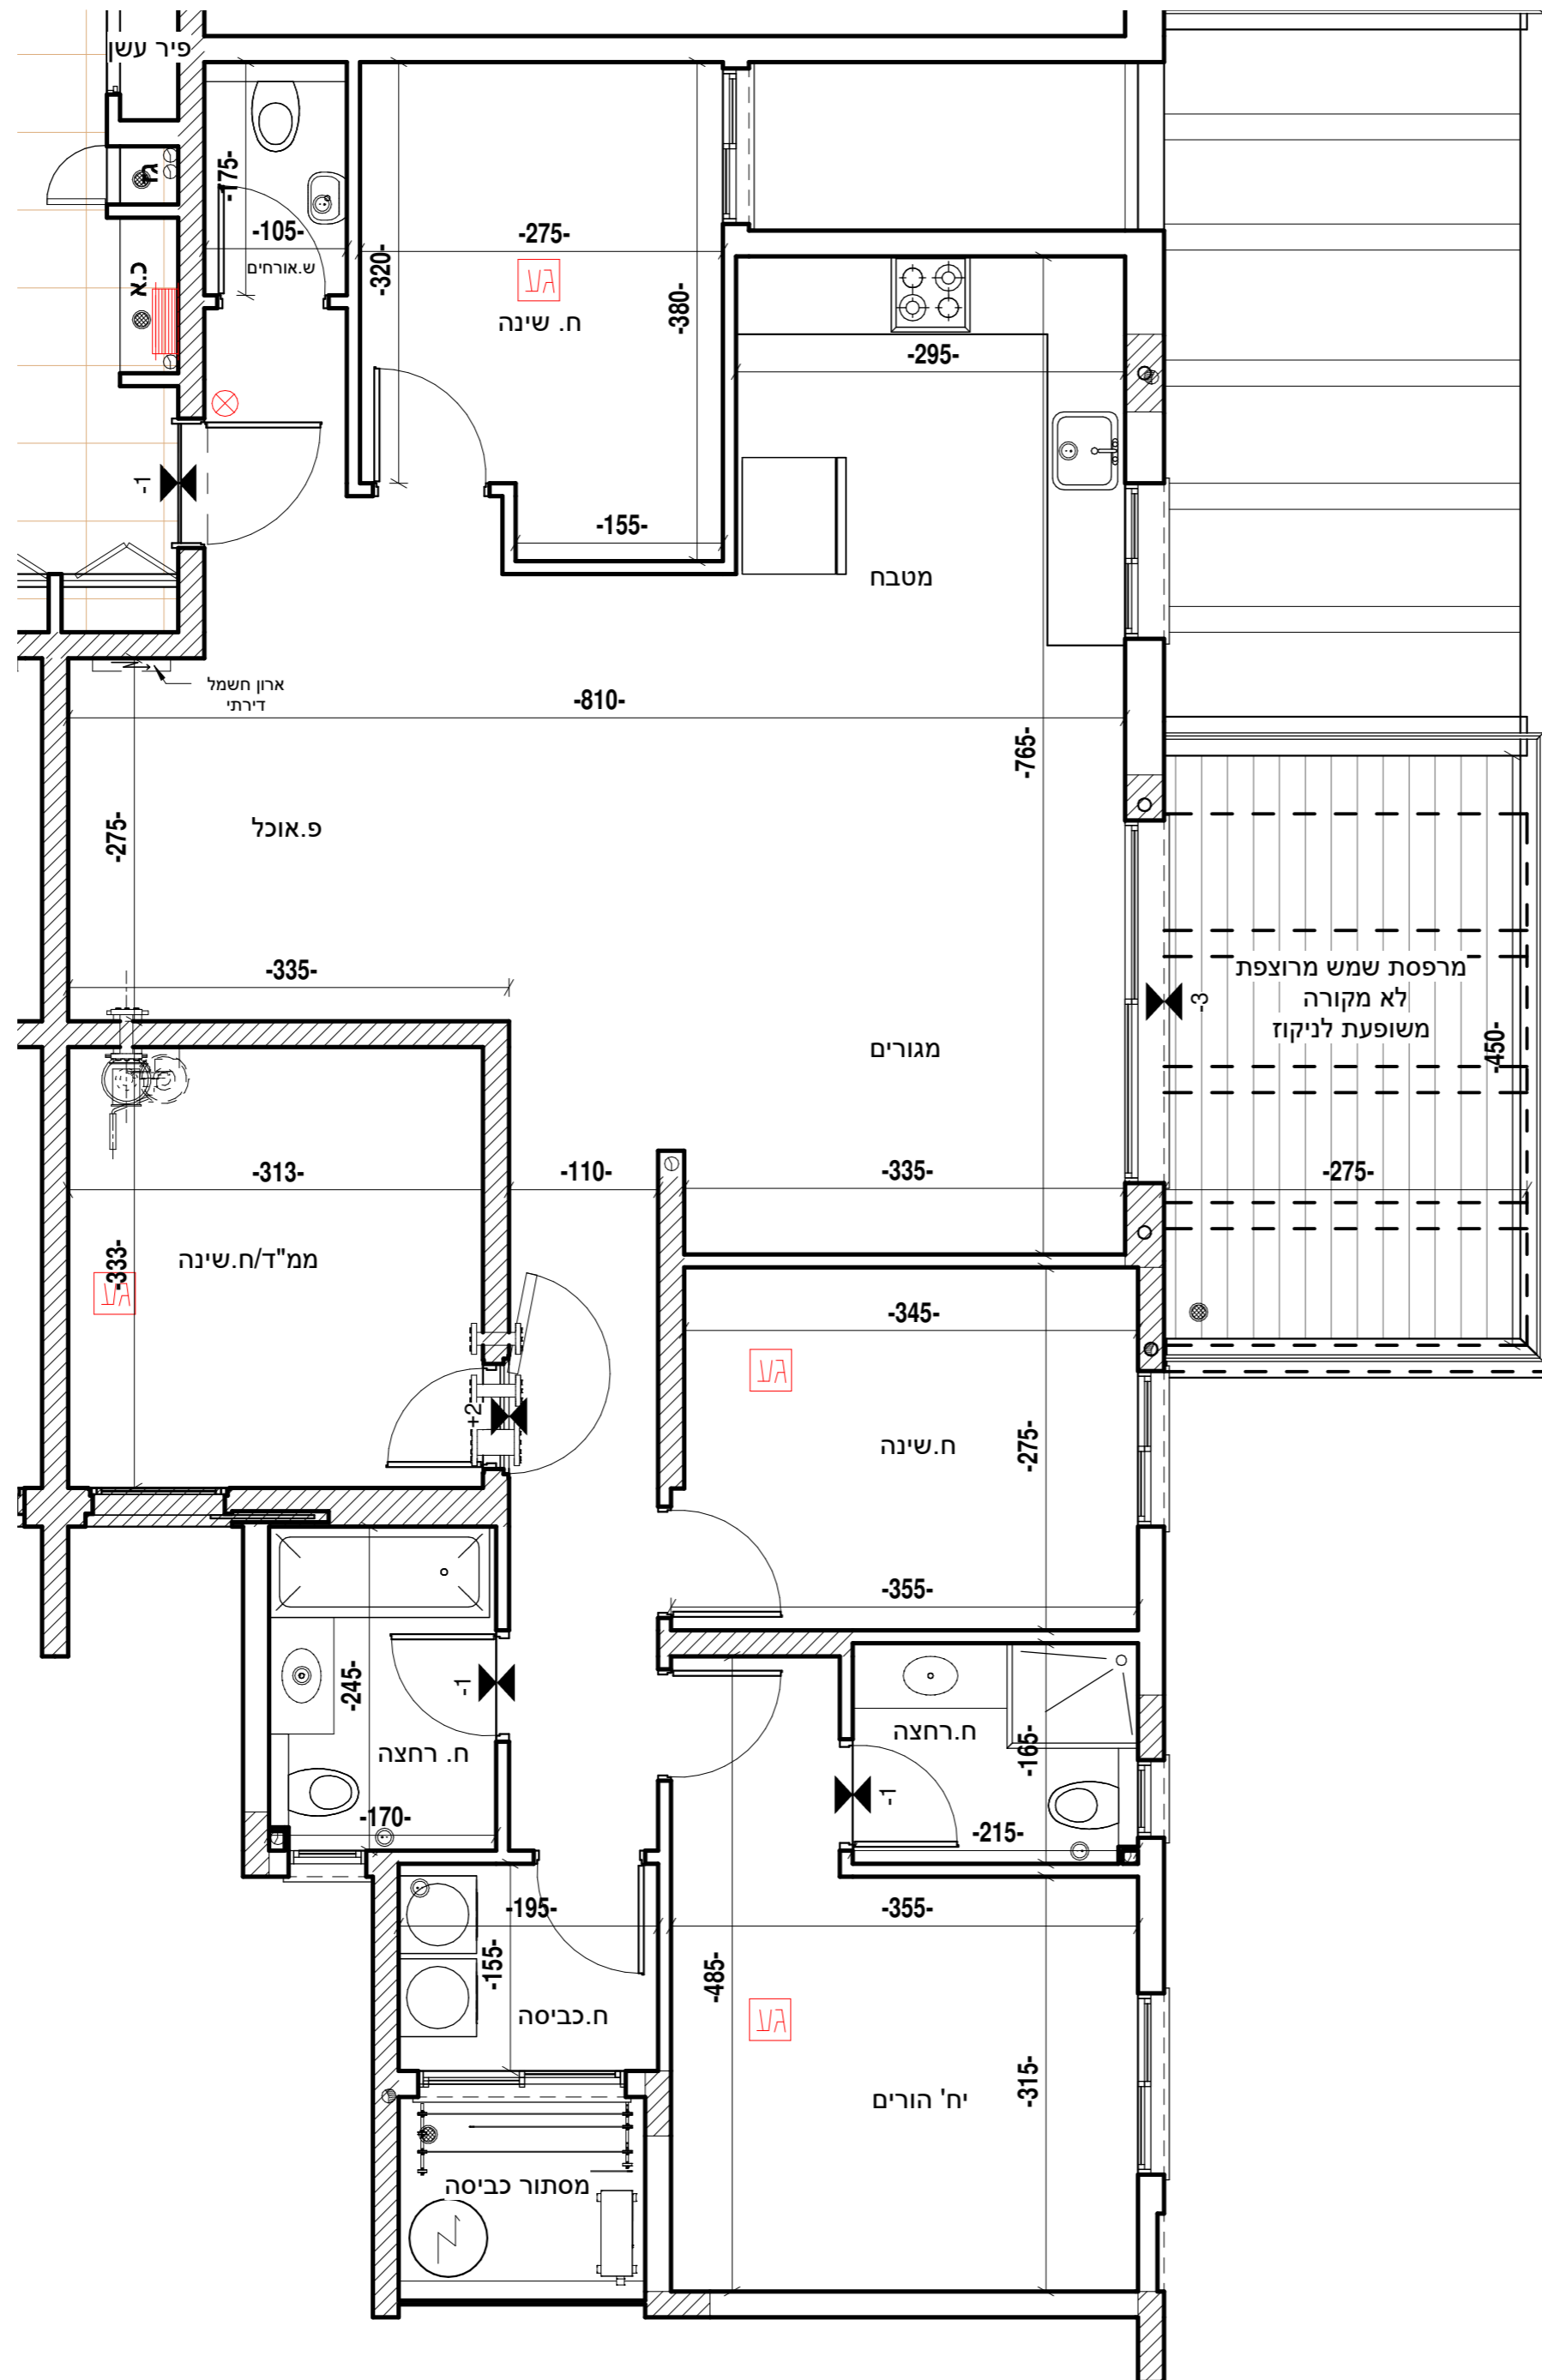 פיר עשן
גז
-175-
-105-
ש.אורחים
-320-
-275-
גע
ח. שינה
-380-
כ.א
-295-
-1
-155-
מטבח
ארון חשמל
דירתי
-810-
-765-
-275-
פ.אוכל
-335-
מגורים
מרפסת שמש מרוצפת
לא מקורה
משופעת לניקוז
-3
-450-
-313-
-110-
-335-
-275-
ממ"ד/ח.שינה
-333-
גע
-345-
גע
+2
ח.שינה
-275-
-355-
-245-
-1
ח. רחצה
-170-
ח.רחצה
-165-
-1
-215-
-195-
-155-
ח.כביסה
-355-
-485-
גע
יח' הורים
-315-
מסתור כביסה